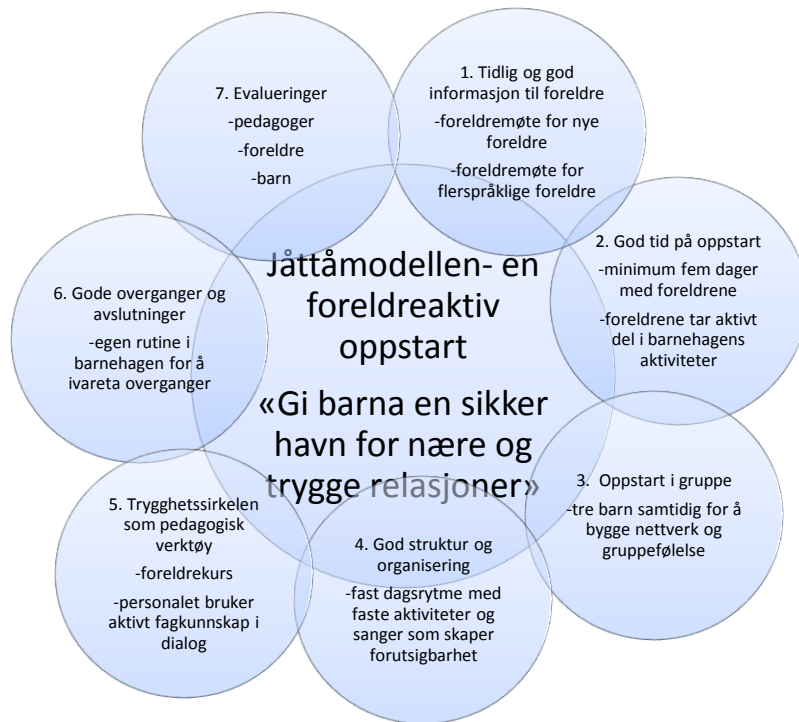 Jåttåmodellen- en
foreldreaktiv
oppstart
«Gi barna en sikker
havn for nære og
trygge relasjoner»
1. Tidlig og god
informasjon til foreldre
-foreldremøte for nye
foreldre
-foreldremøte for
flerspråklige foreldre
2. God tid på oppstart
-minimum fem dager
med foreldrene
-foreldrene tar aktivt
del i barnehagens
aktiviteter
3. Oppstart i gruppe
-tre barn samtidig for å
bygge nettverk og
gruppefølelse
4. God struktur og
organisering
-fast dagsrytme med
faste aktiviteter og
sanger som skaper
forutsigbarhet
5. Trygghetssirkelen
som pedagogisk
verktøy
-foreldrekurs
-personalet bruker
aktivt fagkunnskap i
dialog
6. Gode overganger og
avslutninger
-egen rutine i
barnehagen for å
ivareta overganger
7. Evalueringer
-pedagoger
-foreldre
-barn